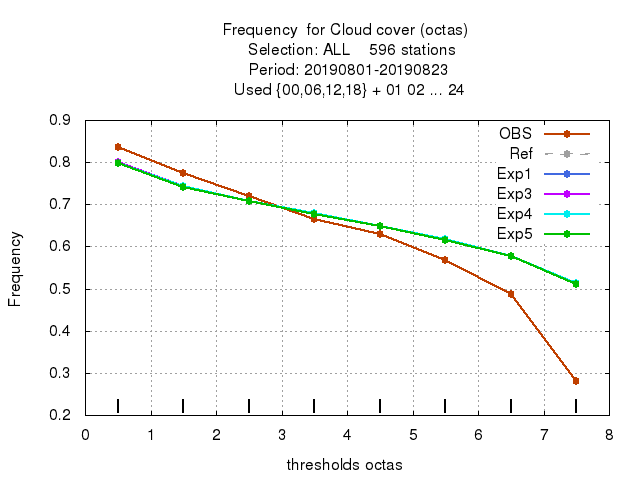 Frequency  for Cloud cover (octas)
Selection: ALL    596 stations
Period: 20190801-20190823
Used {00,06,12,18} + 01 02 ... 24
0.9
0.8
0.7
0.6
0.5
0.4
0.3
0.2
Frequency
OBS
Ref
Exp1
Exp3
Exp4
Exp5
0 1 2 3 4 5 6 7 8
thresholds octas